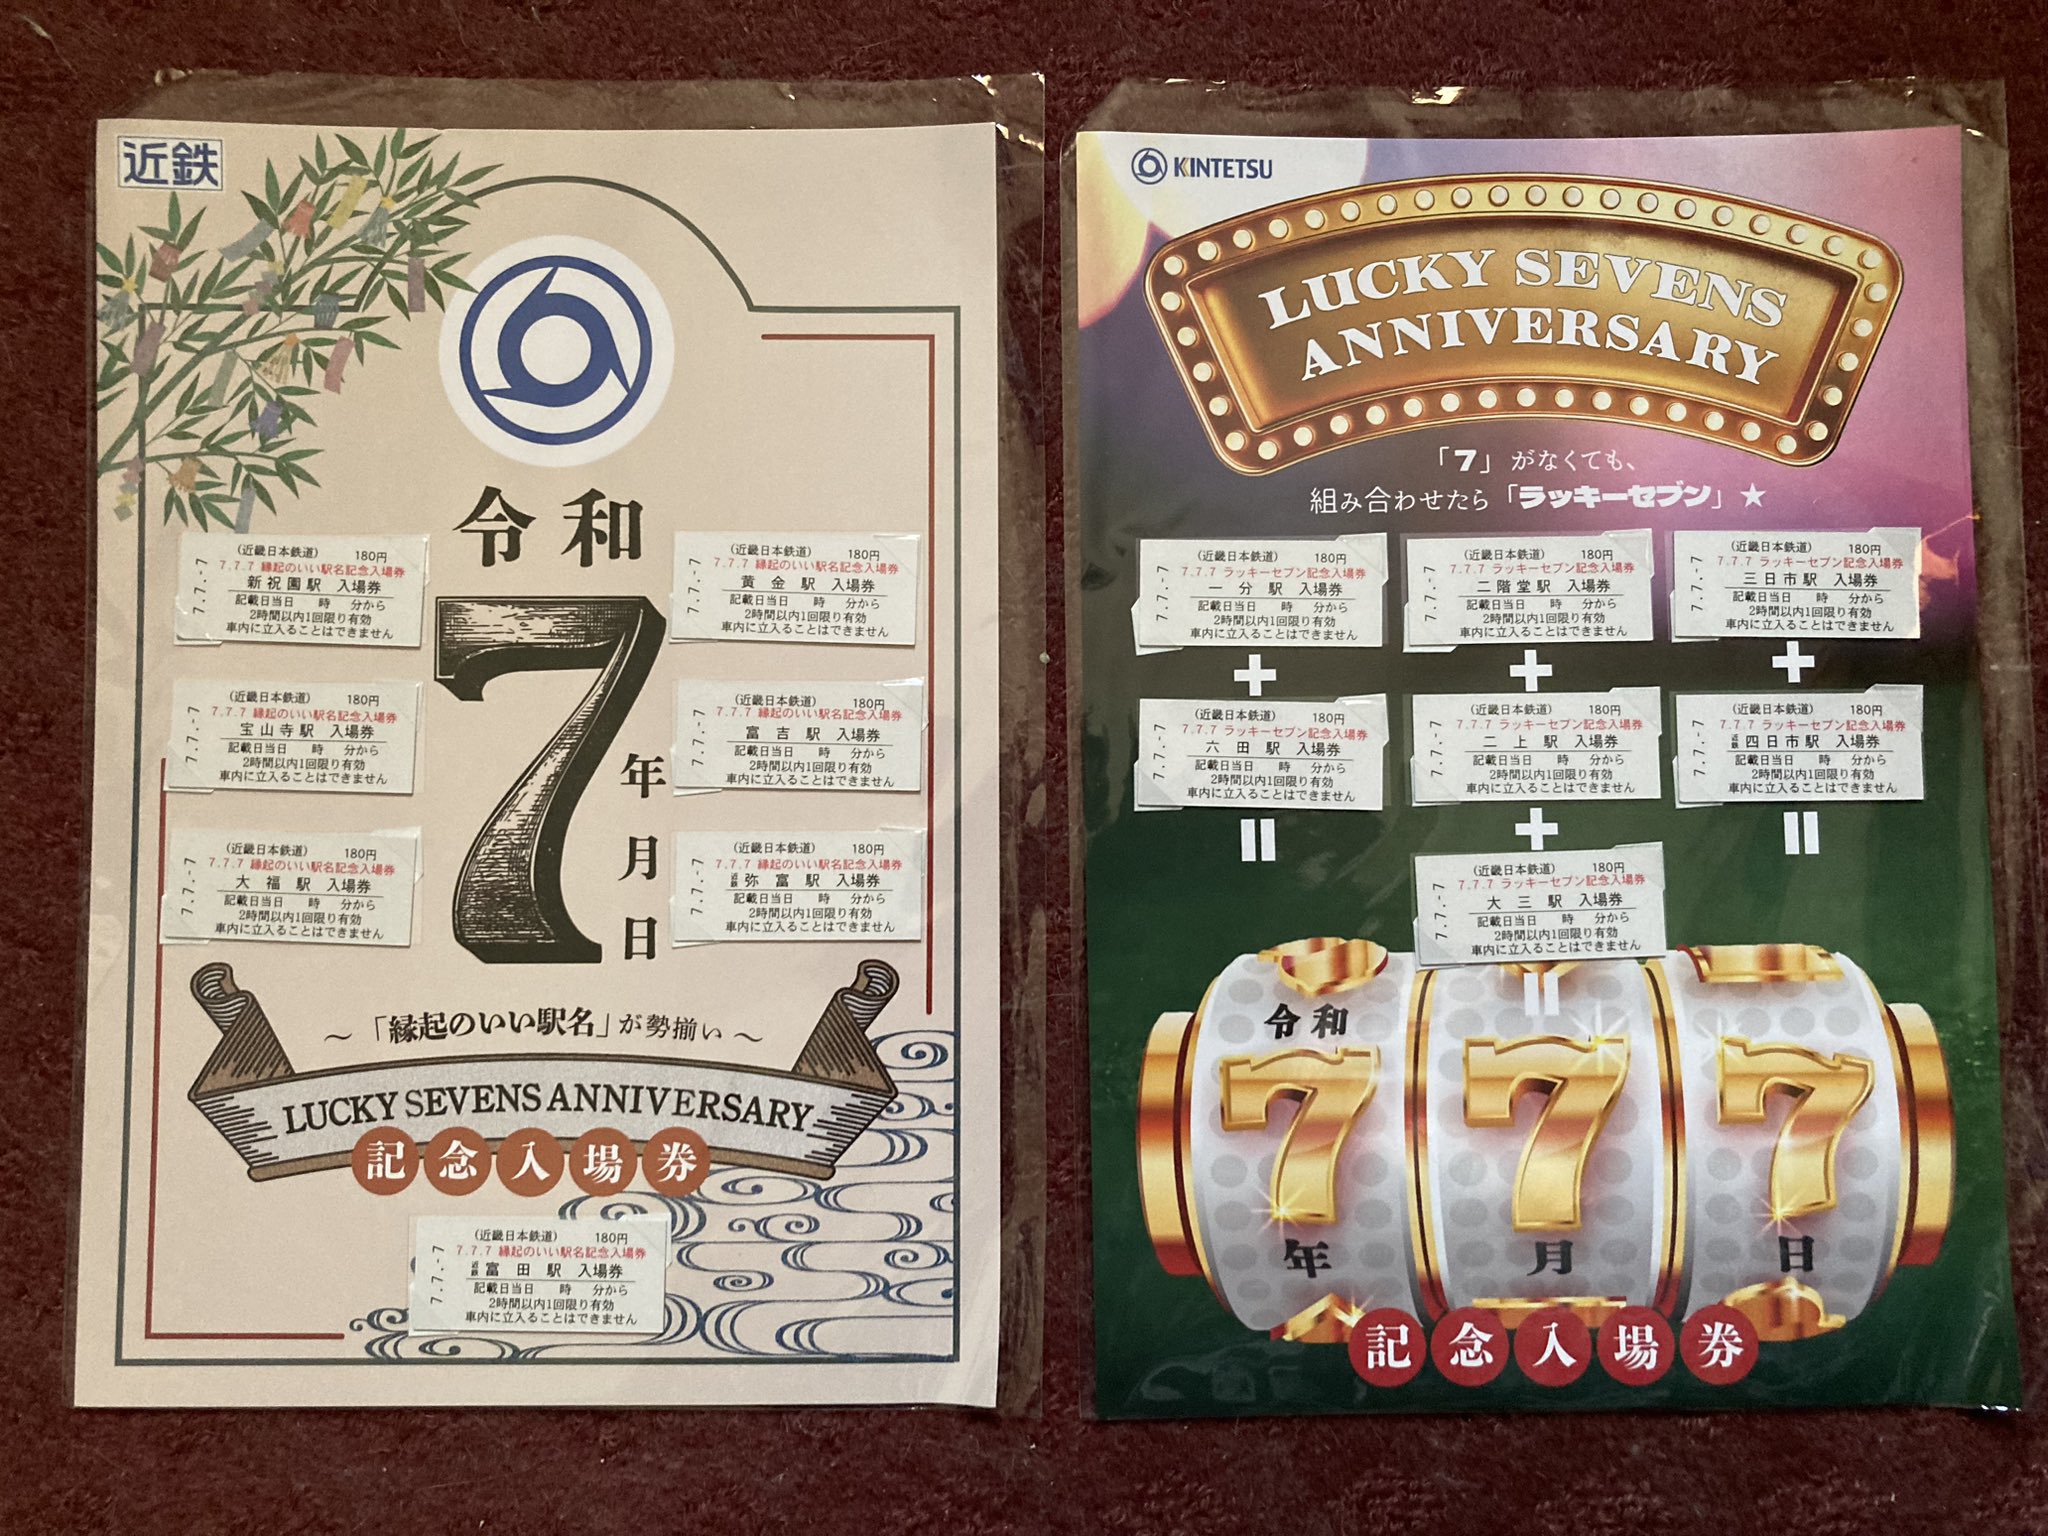 近鉄
令和
7
年
月
日
(近畿日本鉄道) 180円
7.7.7 縁起のいい駅名記念入場券
新祝園駅 入場券
記載日当日 時 分から
2時間以内1回限り有効
車内に立入ることはできません
7.7.-7
(近畿日本鉄道) 180円
7.7.7 縁起のいい駅名記念入場券
黄金駅 入場券
記載日当日 時 分から
2時間以内1回限り有効
車内に立入ることはできません
7.7.-7
(近畿日本鉄道) 180円
7.7.7 縁起のいい駅名記念入場券
宝山寺駅 入場券
記載日当日 時 分から
2時間以内1回限り有効
車内に立入ることはできません
7.7.-7
(近畿日本鉄道) 180円
7.7.7 縁起のいい駅名記念入場券
富吉駅 入場券
記載日当日 時 分から
2時間以内1回限り有効
車内に立入ることはできません
7.7.-7
(近畿日本鉄道) 180円
7.7.7 縁起のいい駅名記念入場券
大福駅 入場券
記載日当日 時 分から
2時間以内1回限り有効
車内に立入ることはできません
7.7.-7
(近畿日本鉄道) 180円
7.7.7 縁起のいい駅名記念入場券
近鉄弥富駅 入場券
記載日当日 時 分から
2時間以内1回限り有効
車内に立入ることはできません
7.7.-7
~「縁起のいい駅名」が勢揃い~
LUCKY SEVENS ANNIVERSARY
記念入場券
(近畿日本鉄道) 180円
7.7.7 縁起のいい駅名記念入場券
近鉄富田駅 入場券
記載日当日 時 分から
2時間以内1回限り有効
車内に立入ることはできません
7.7.-7
KINTETSU
LUCKY SEVENS
ANNIVERSARY
「7」がなくても、
組み合わせたら「ラッキーセブン」★
(近畿日本鉄道) 180円
7.7.7 ラッキーセブン記念入場券
一分駅 入場券
記載日当日 時 分から
2時間以内1回限り有効
車内に立入ることはできません
7.7.-7
(近畿日本鉄道) 180円
7.7.7 ラッキーセブン記念入場券
二階堂駅 入場券
記載日当日 時 分から
2時間以内1回限り有効
車内に立入ることはできません
7.7.-7
(近畿日本鉄道) 180円
7.7.7 ラッキーセブン記念入場券
三日市駅 入場券
記載日当日 時 分から
2時間以内1回限り有効
車内に立入ることはできません
7.7.-7
+ + +
(近畿日本鉄道) 180円
7.7.7 ラッキーセブン記念入場券
六田駅 入場券
記載日当日 時 分から
2時間以内1回限り有効
車内に立入ることはできません
7.7.-7
(近畿日本鉄道) 180円
7.7.7 ラッキーセブン記念入場券
二上駅 入場券
記載日当日 時 分から
2時間以内1回限り有効
車内に立入ることはできません
7.7.-7
(近畿日本鉄道) 180円
7.7.7 ラッキーセブン記念入場券
近鉄四日市駅 入場券
記載日当日 時 分から
2時間以内1回限り有効
車内に立入ることはできません
7.7.-7
|| + ||
(近畿日本鉄道) 180円
7.7.7 ラッキーセブン記念入場券
大三駅 入場券
記載日当日 時 分から
2時間以内1回限り有効
車内に立入ることはできません
7.7.-7
||
令和
7 7 7
年 月 日
記念入場券